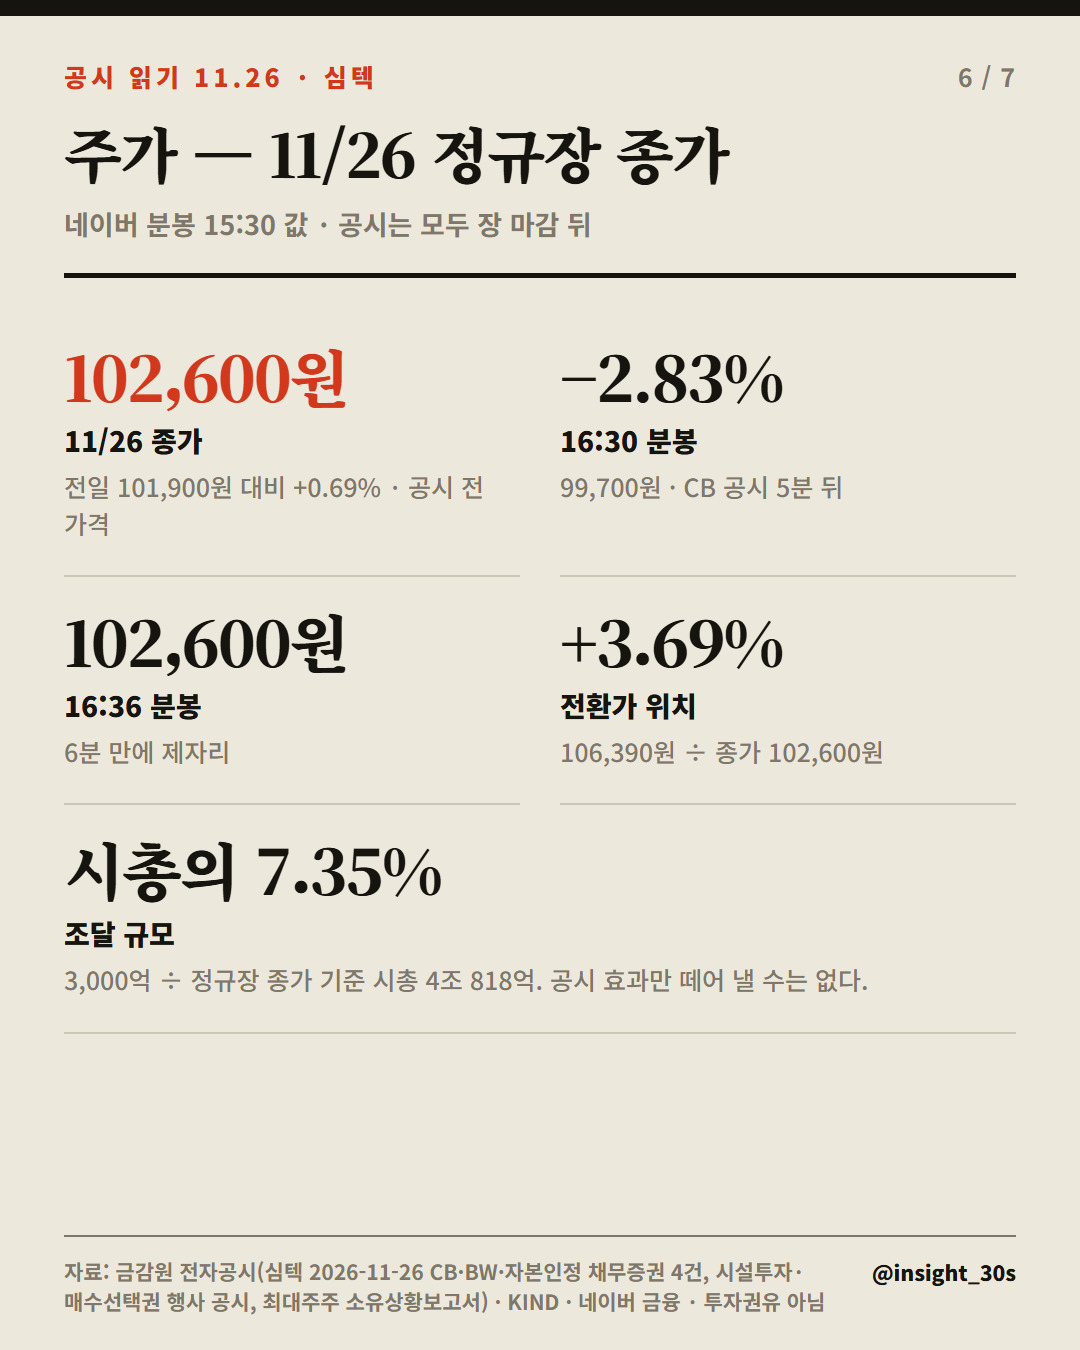 공시 읽기 11.26 · 심텍
6 / 7
주가 — 11/26 정규장 종가
네이버 분봉 15:30 값 · 공시는 모두 장 마감 뒤
102,600원
11/26 종가
전일 101,900원 대비 +0.69% · 공시 전
가격
−2.83%
16:30 분봉
99,700원 · CB 공시 5분 뒤
102,600원
16:36 분봉
6분 만에 제자리
+3.69%
전환가 위치
106,390원 ÷ 종가 102,600원
시총의 7.35%
조달 규모
3,000억 ÷ 정규장 종가 기준 시총 4조 818억. 공시 효과만 떼어 낼 수는 없다.
자료: 금감원 전자공시(심텍 2026-11-26 CB·BW·자본인정 채무증권 4건, 시설투자·
매수선택권 행사 공시, 최대주주 소유상황보고서) · KIND · 네이버 금융 · 투자권유 아님
@insight_30s